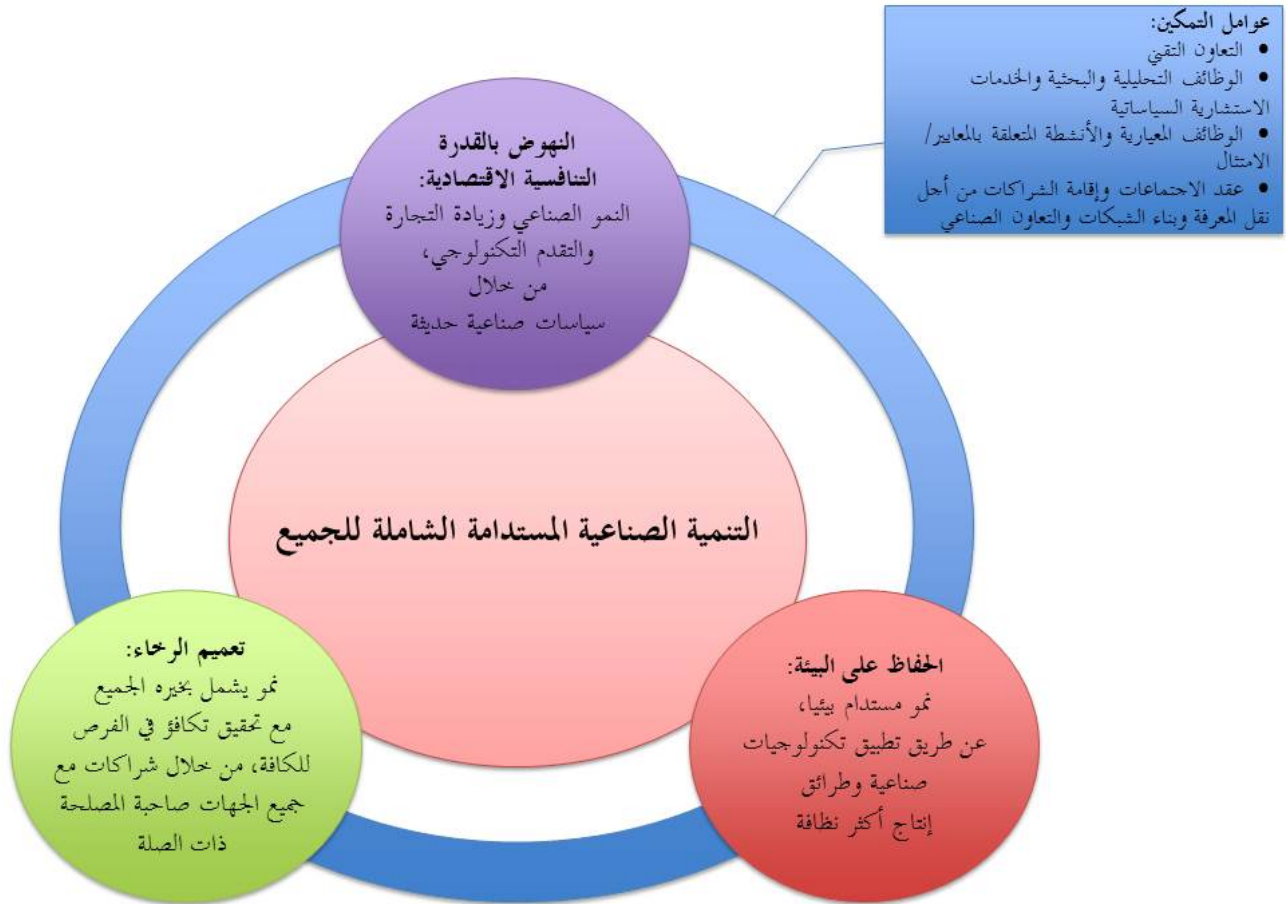 عوامل التمكين:
• التعاون التقني
• الوظائف التحليلية والبحثية والخدمات
الاستشارية السياساتية
• الوظائف المعيارية والأنشطة المتعلقة بالمعايير/
الامتثال
• عقد الاجتماعات وإقامة الشراكات من أجل
نقل المعرفة وبناء الشبكات والتعاون الصناعي
النهوض بالقدرة
التنافسية الاقتصادية:
النمو الصناعي وزيادة التجارة
والتقدم التكنولوجي،
من خلال
سياسات صناعية حديثة
التنمية الصناعية المستدامة الشاملة للجميع
الحفاظ على البيئة:
نمو مستدام بيئيا،
عن طريق تطبيق تكنولوجيات
صناعية وطرائق
إنتاج أكثر نظافة
تعميم الرخاء:
نمو يشمل بخيره الجميع
مع تحقيق تكافؤ في الفرص
للكافة، من خلال شراكات مع
جميع الجهات صاحبة المصلحة
ذات الصلة